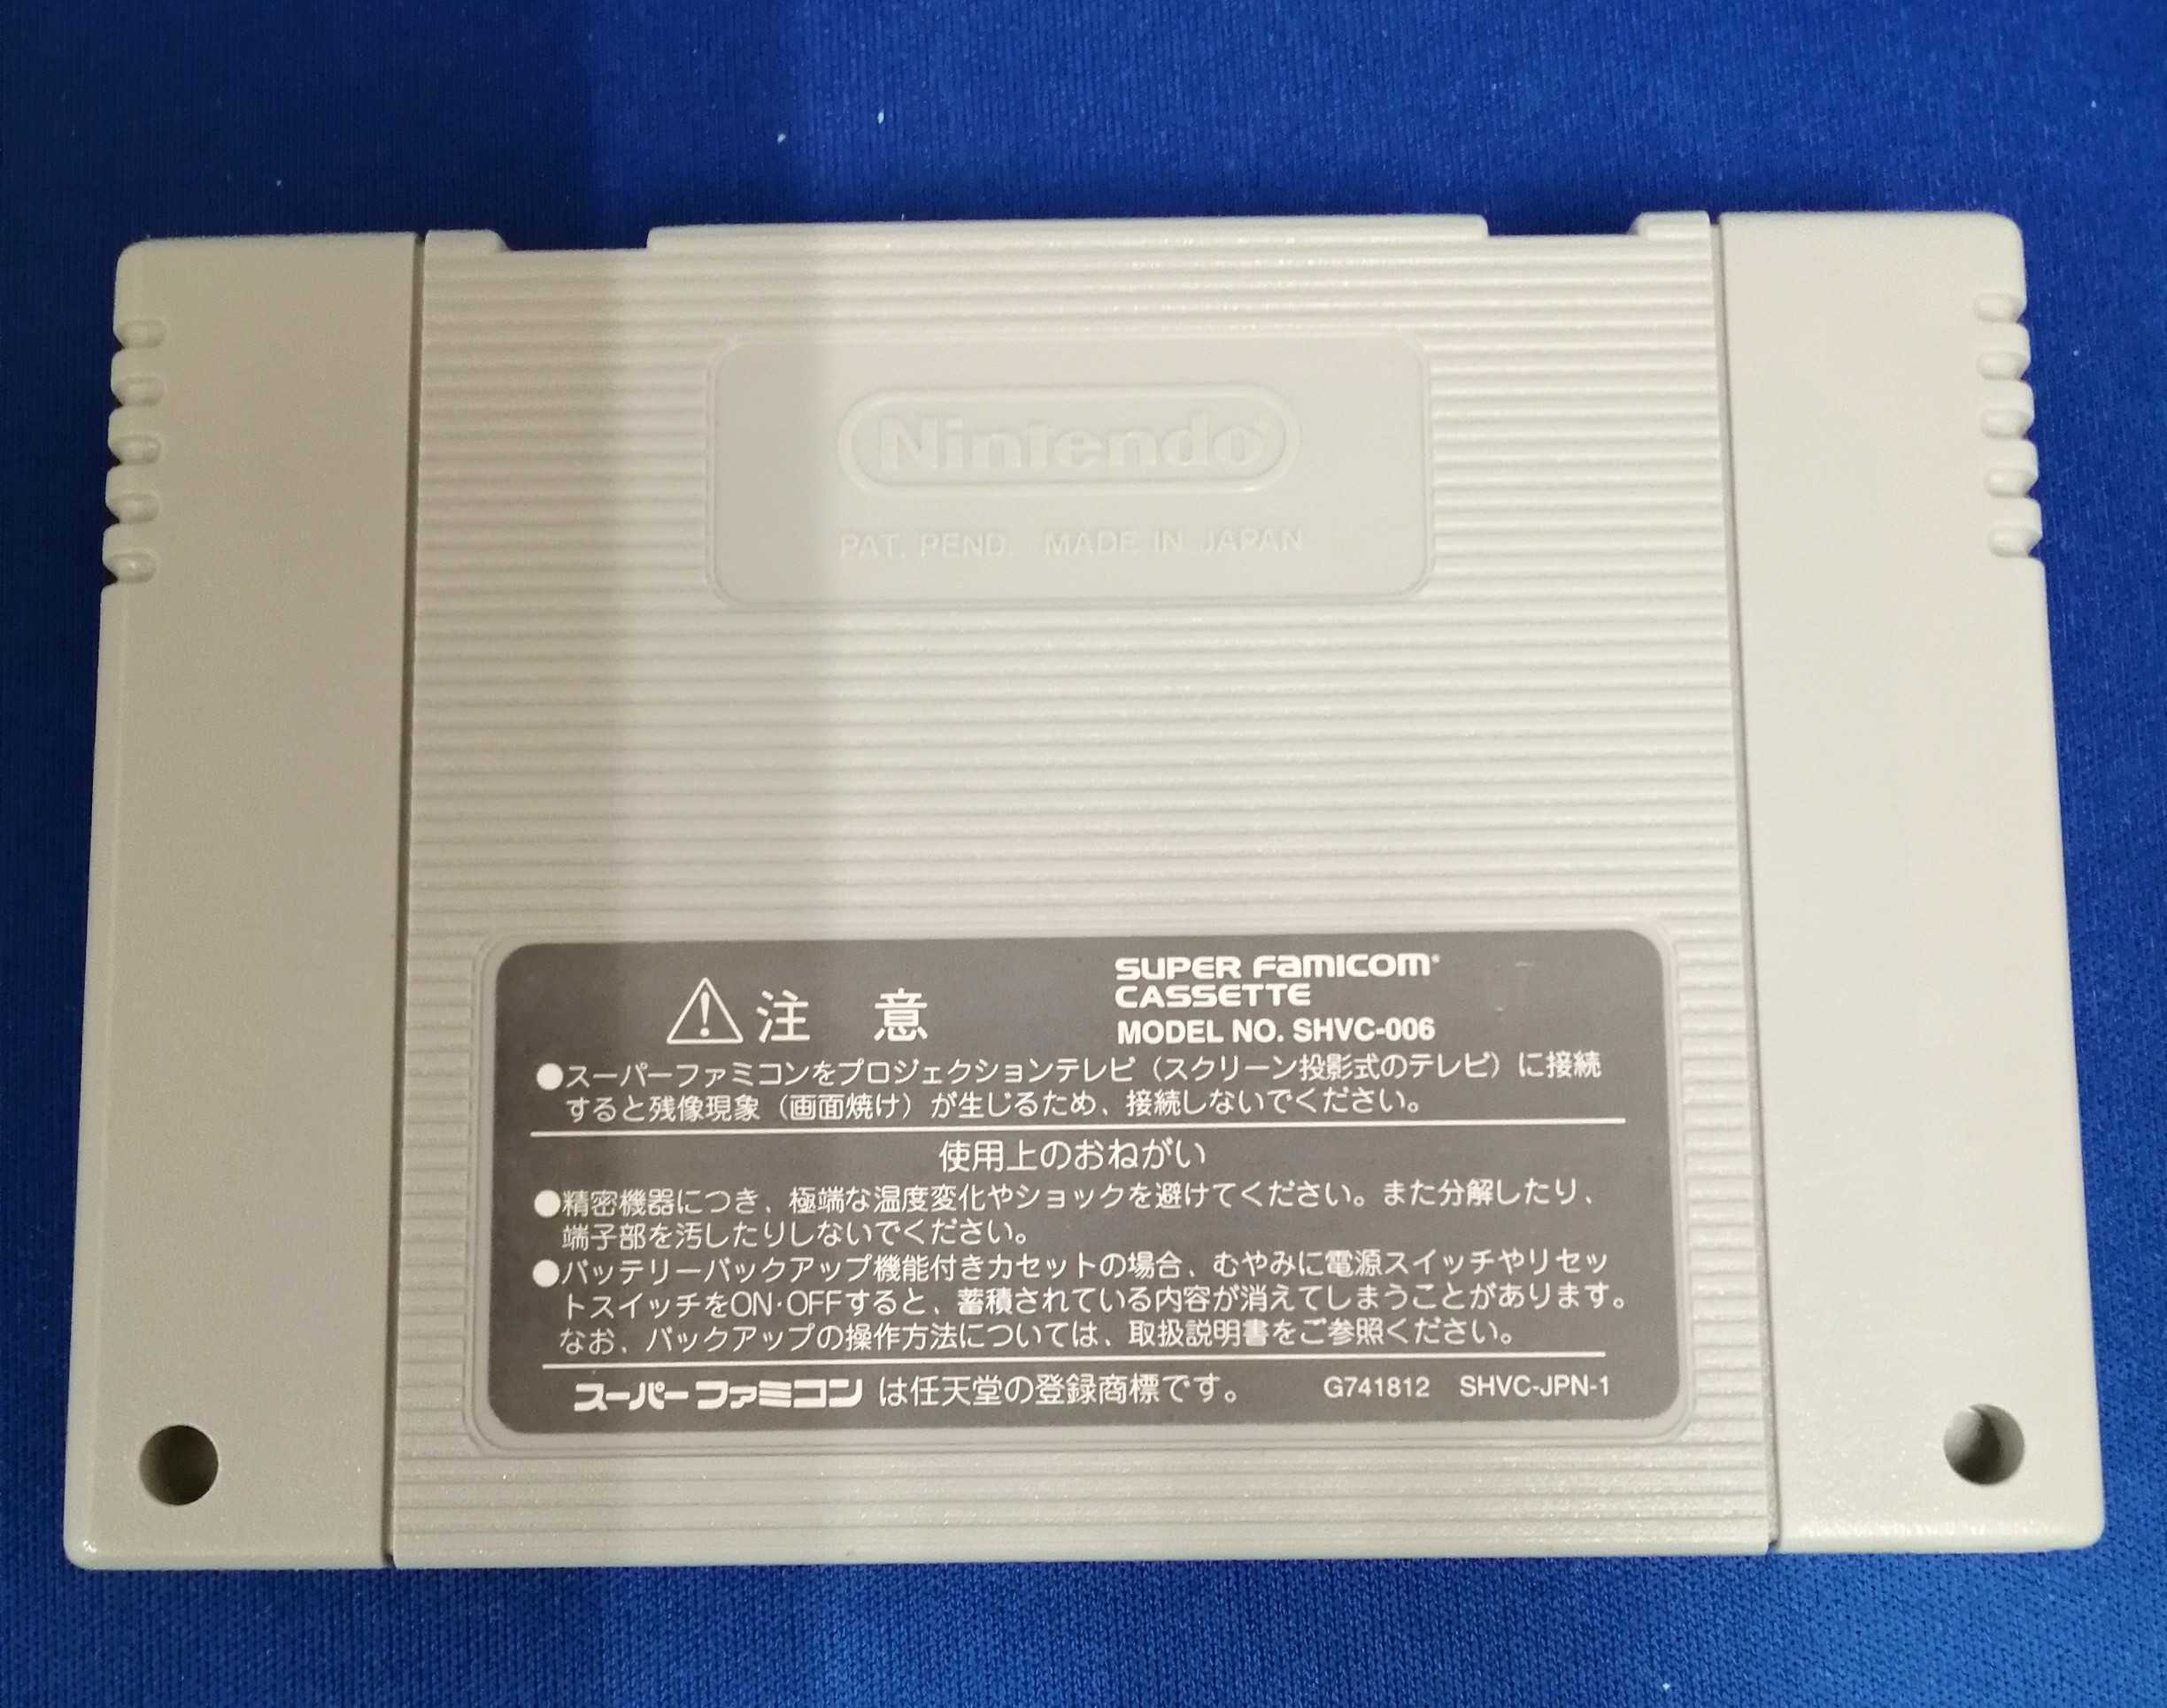 Nintendo
PAT. PEND. MADE IN JAPAN
⚠注 意
SUPER FAMICOM®
CASSETTE
MODEL NO. SHVC-006
●スーパーファミコンをプロジェクションテレビ（スクリーン投影式のテレビ）に接続
すると残像現象（画面焼け）が生じるため、接続しないでください。
使用上のおねがい
●精密機器につき、極端な温度変化やショックを避けてください。また分解したり、
端子部を汚したりしないでください。
●バッテリーバックアップ機能付きカセットの場合、むやみに電源スイッチやリセッ
トスイッチをON・OFFすると、蓄積されている内容が消えてしまうことがあります。
なお、バックアップの操作方法については、取扱説明書をご参照ください。
スーパーファミコン は任天堂の登録商標です。 G741812 SHVC-JPN-1